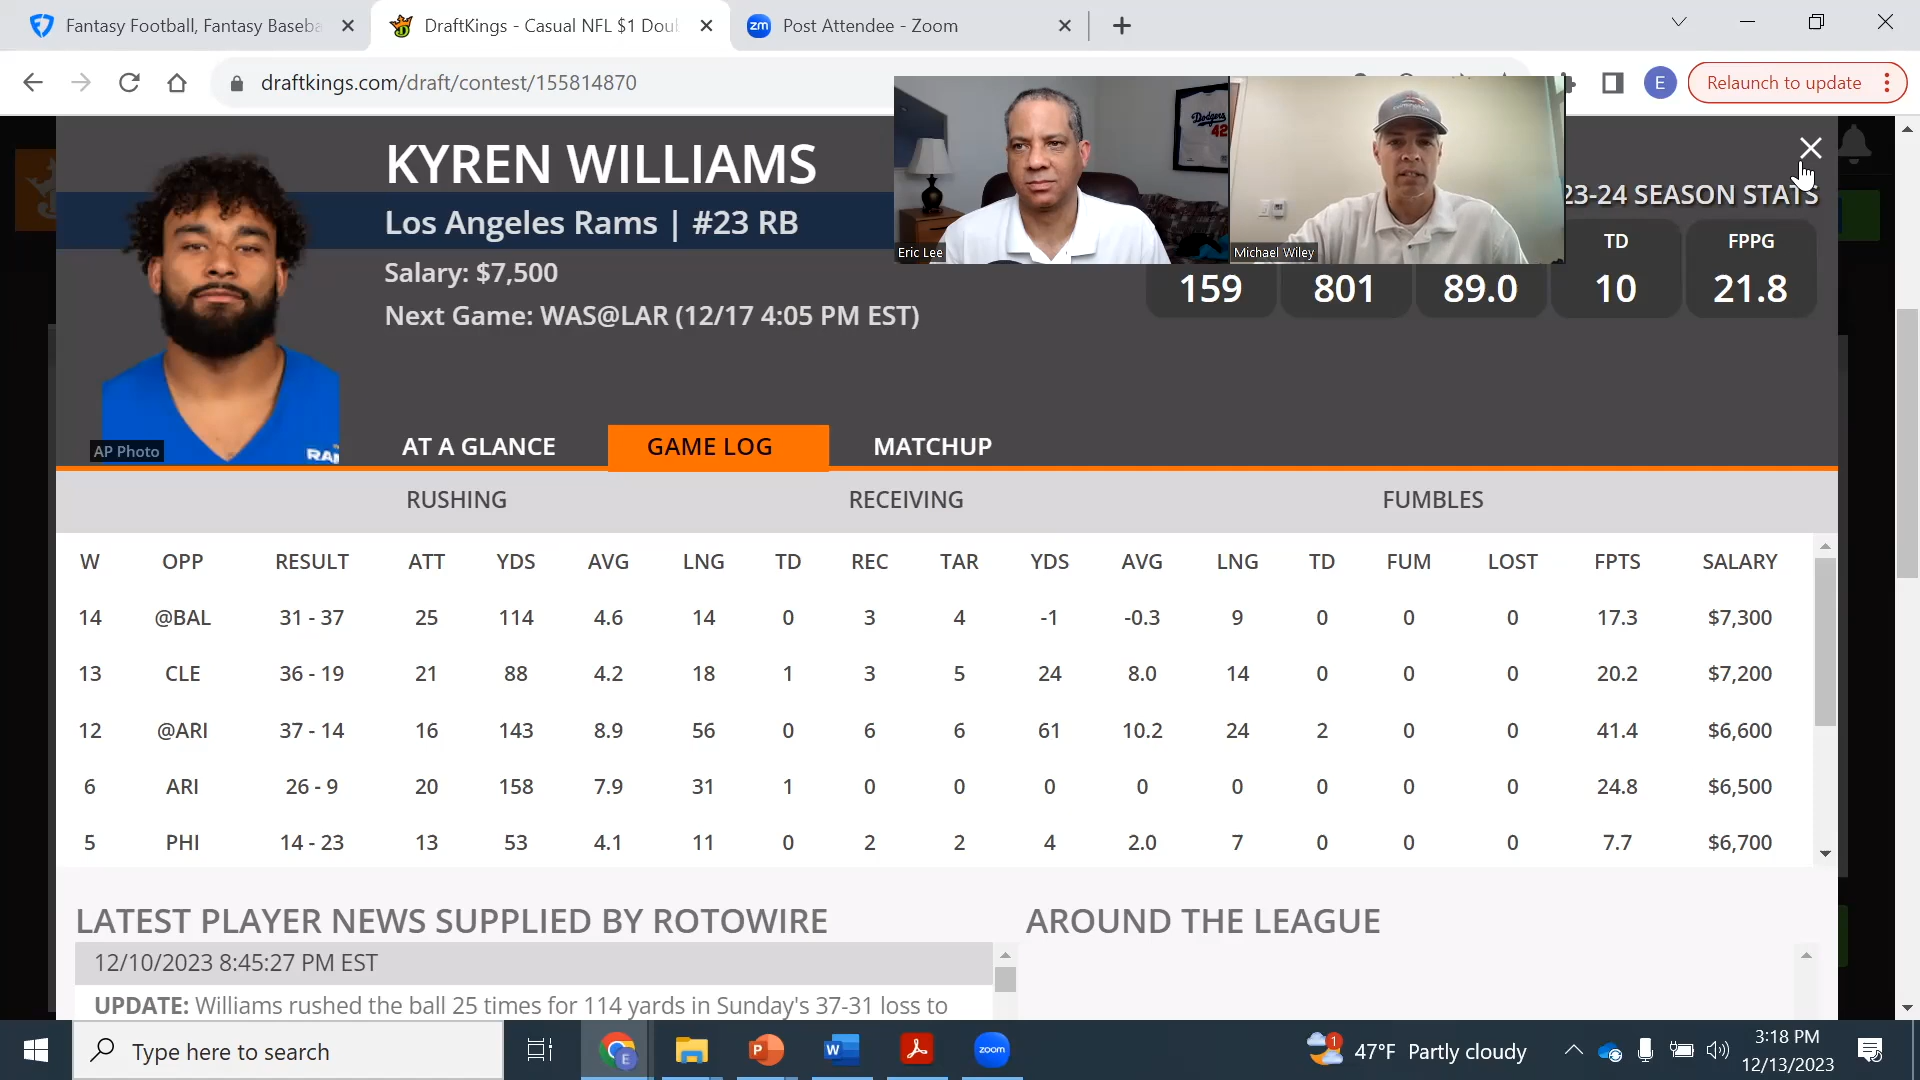 Fantasy Football, Fantasy Baseba
DraftKings - Casual NFL $1 Doul
zm Post Attendee - Zoom
draftkings.com/draft/contest/155814870
E
Relaunch to update
Dodgers
42
Eric Lee
Michael Wiley
KYREN WILLIAMS
Los Angeles Rams | #23 RB
Salary: $7,500
Next Game: WAS@LAR (12/17 4:05 PM EST)
23-24 SEASON STATS
TD FPPG
159 801 89.0 10 21.8
AP Photo
RA
AT A GLANCE GAME LOG MATCHUP
RUSHING RECEIVING FUMBLES
W OPP RESULT ATT YDS AVG LNG TD REC TAR YDS AVG LNG TD FUM LOST FPTS SALARY
14 @BAL 31 - 37 25 114 4.6 14 0 3 4 -1 -0.3 9 0 0 0 17.3 $7,300
13 CLE 36 - 19 21 88 4.2 18 1 3 5 24 8.0 14 0 0 0 20.2 $7,200
12 @ARI 37 - 14 16 143 8.9 56 0 6 6 61 10.2 24 2 0 0 41.4 $6,600
6 ARI 26 - 9 20 158 7.9 31 1 0 0 0 0 0 0 0 0 24.8 $6,500
5 PHI 14 - 23 13 53 4.1 11 0 2 2 4 2.0 7 0 0 0 7.7 $6,700
LATEST PLAYER NEWS SUPPLIED BY ROTOWIRE
AROUND THE LEAGUE
12/10/2023 8:45:27 PM EST
UPDATE: Williams rushed the ball 25 times for 114 yards in Sunday's 37-31 loss to
Type here to search
E
P
W
zoom
1
47°F Partly cloudy
3:18 PM
12/13/2023